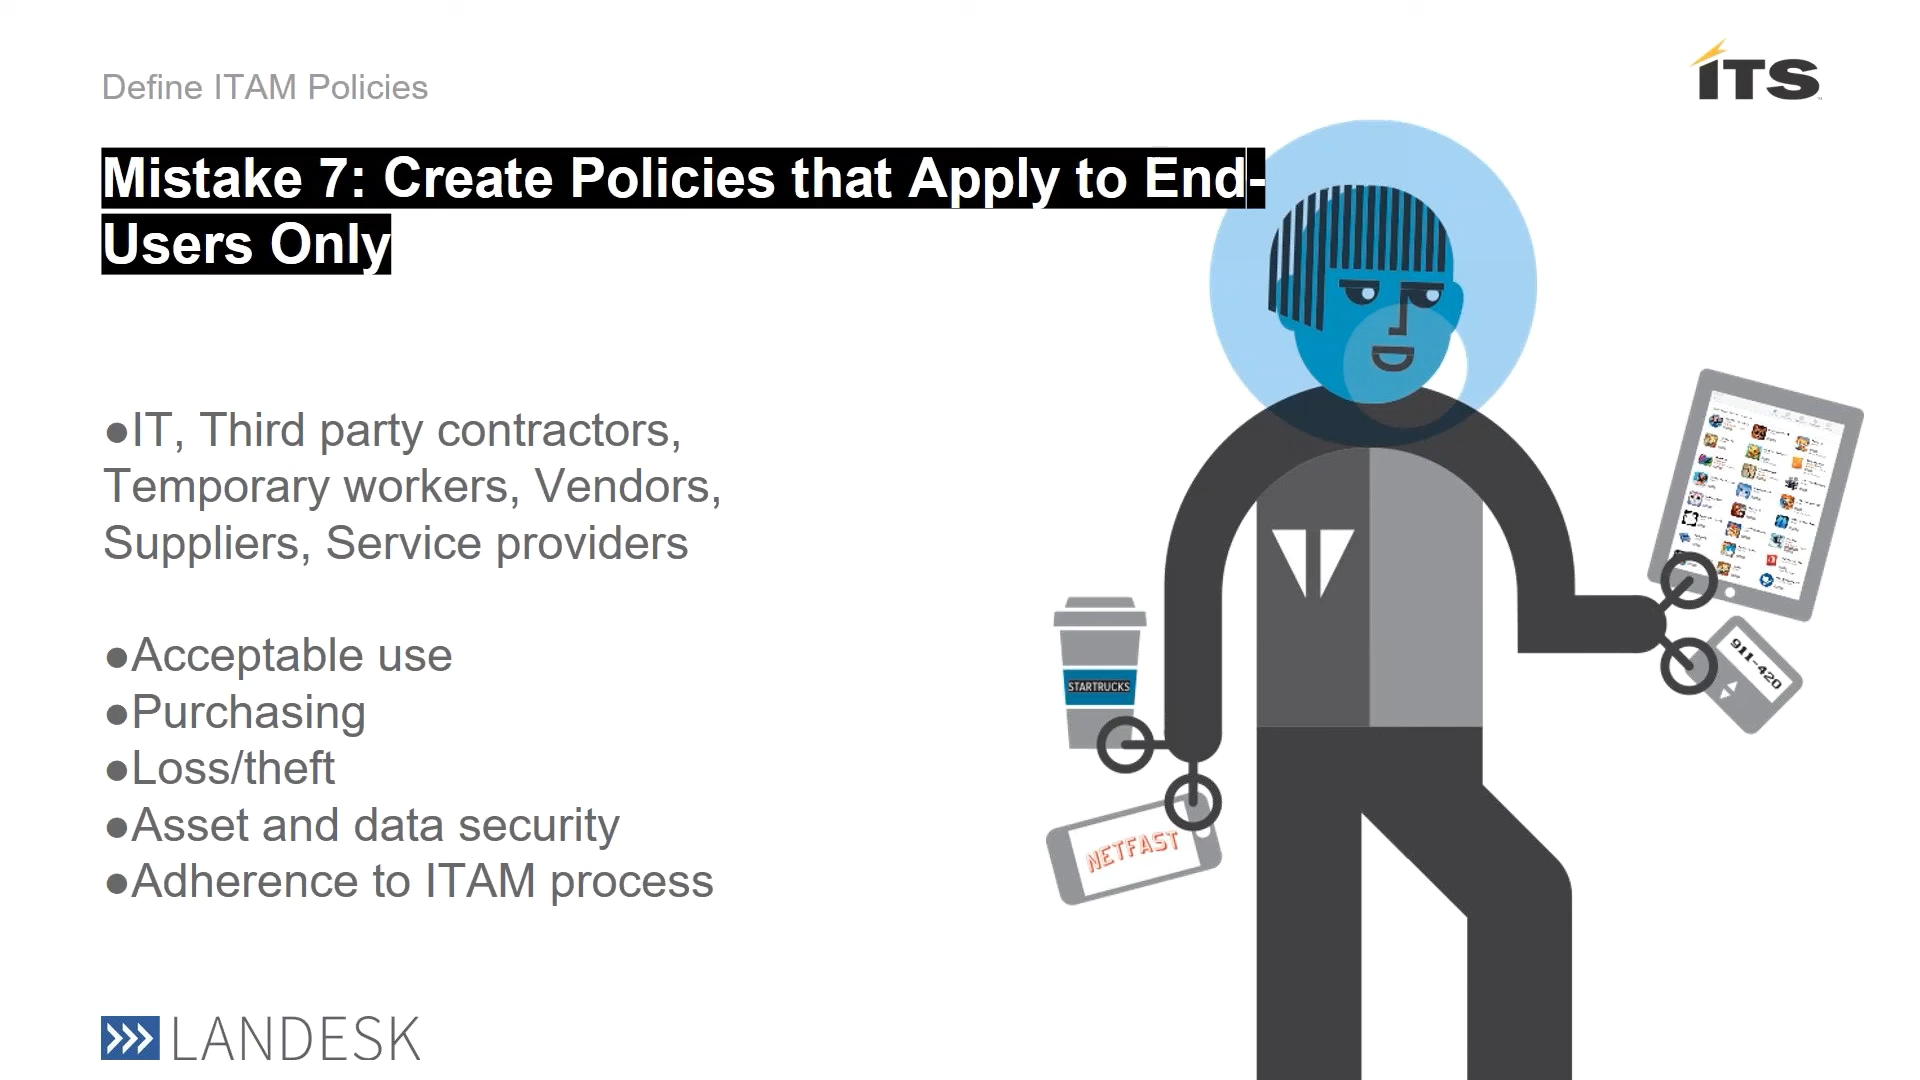 Define ITAM Policies
ITS
Mistake 7: Create Policies that Apply to End-
Users Only
●IT, Third party contractors,
Temporary workers, Vendors,
Suppliers, Service providers
●Acceptable use
●Purchasing
●Loss/theft
●Asset and data security
●Adherence to ITAM process
STARTRUCKS
911-420
NETFAST
LANDESK